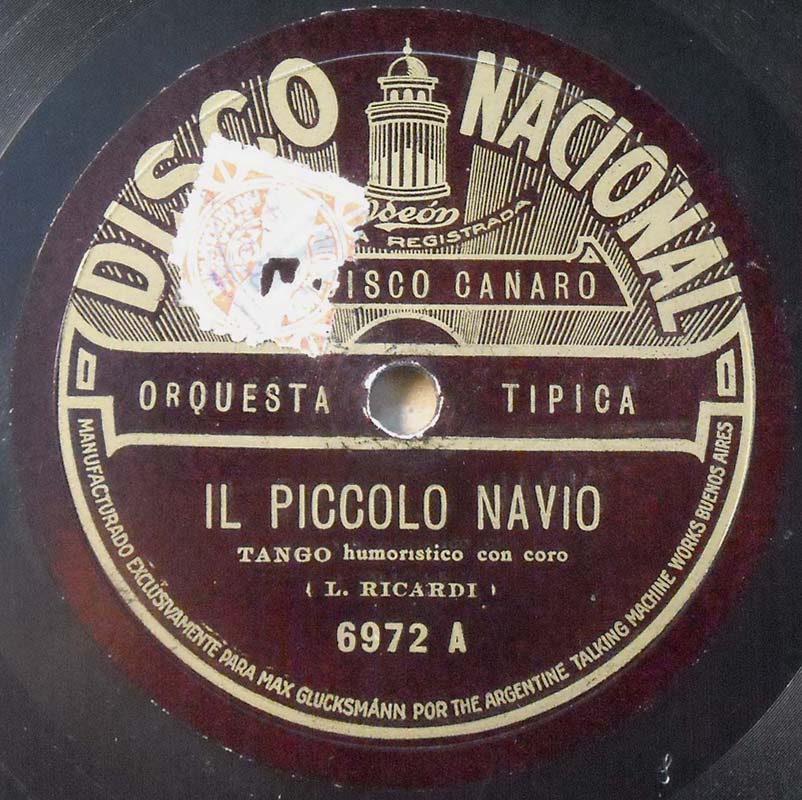 DISCO NACIONAL
Odeón
REGISTRADA
ISCO CANARO
ORQUESTA TIPICA
IL PICCOLO NAVIO
TANGO humoristico con coro
( L. RICARDI )
6972 A
MANUFACTURADO EXCLUSIVAMENTE PARA MAX GLUCKSMÁNN POR THE ARGENTINE TALKING MACHINE WORKS BUENOS AIRES